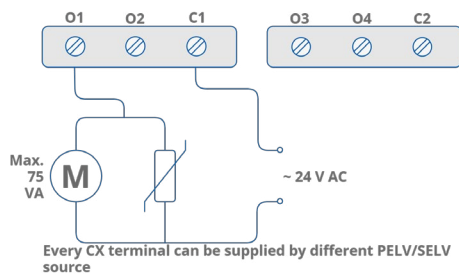 O1 O2 C1 O3 O4 C2
Max.
75
VA
M
~ 24 V AC
Every CX terminal can be supplied by different PELV/SELV
source